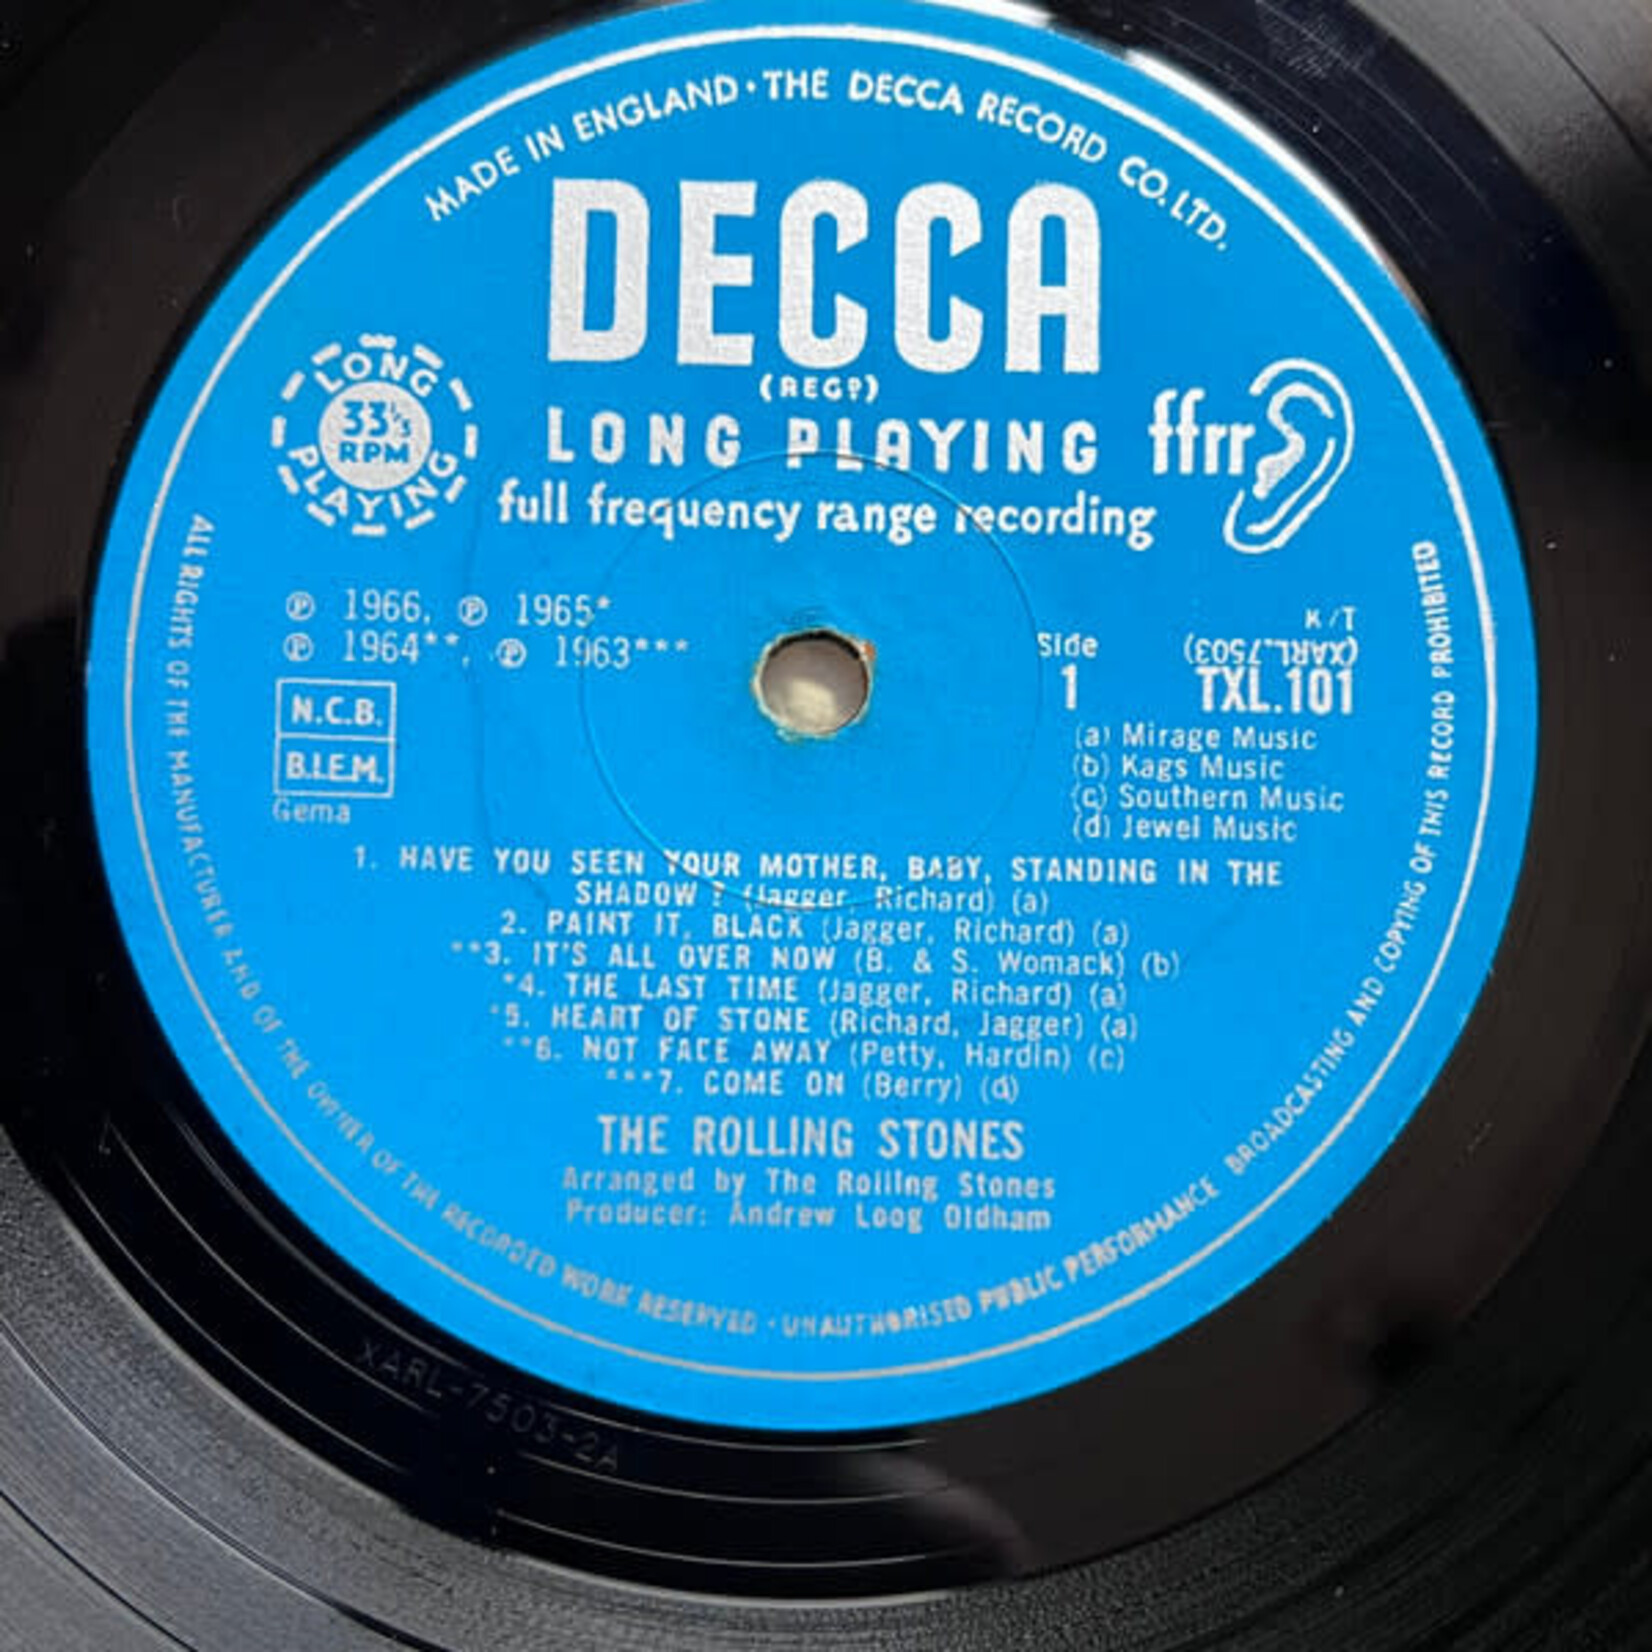 MADE IN ENGLAND · THE DECCA RECORD CO. LTD.
DECCA
(REGD)
LONG PLAYING
full frequency range recording
LONG PLAYING
33⅓
RPM
ffrr
Ⓟ 1966, Ⓟ 1965*
Ⓟ 1964**, Ⓟ 1963***
N.C.B.
B.I.E.M.
Gema
K/T
Side
1
(XARL.7503)
TXL.101
(a) Mirage Music
(b) Kags Music
(c) Southern Music
(d) Jewel Music
1. HAVE YOU SEEN YOUR MOTHER, BABY, STANDING IN THE
SHADOW ? (Jagger, Richard) (a)
2. PAINT IT, BLACK (Jagger, Richard) (a)
**3. IT'S ALL OVER NOW (B. & S. Womack) (b)
*4. THE LAST TIME (Jagger, Richard) (a)
*5. HEART OF STONE (Richard, Jagger) (a)
**6. NOT FADE AWAY (Petty, Hardin) (c)
***7. COME ON (Berry) (d)
THE ROLLING STONES
Arranged by The Rolling Stones
Producer: Andrew Loog Oldham
ALL RIGHTS OF THE MANUFACTURER AND OF THE OWNER OF THE RECORDED WORK RESERVED · UNAUTHORISED PUBLIC PERFORMANCE BROADCASTING AND COPYING OF THIS RECORD PROHIBITED
XARL-7503-2A